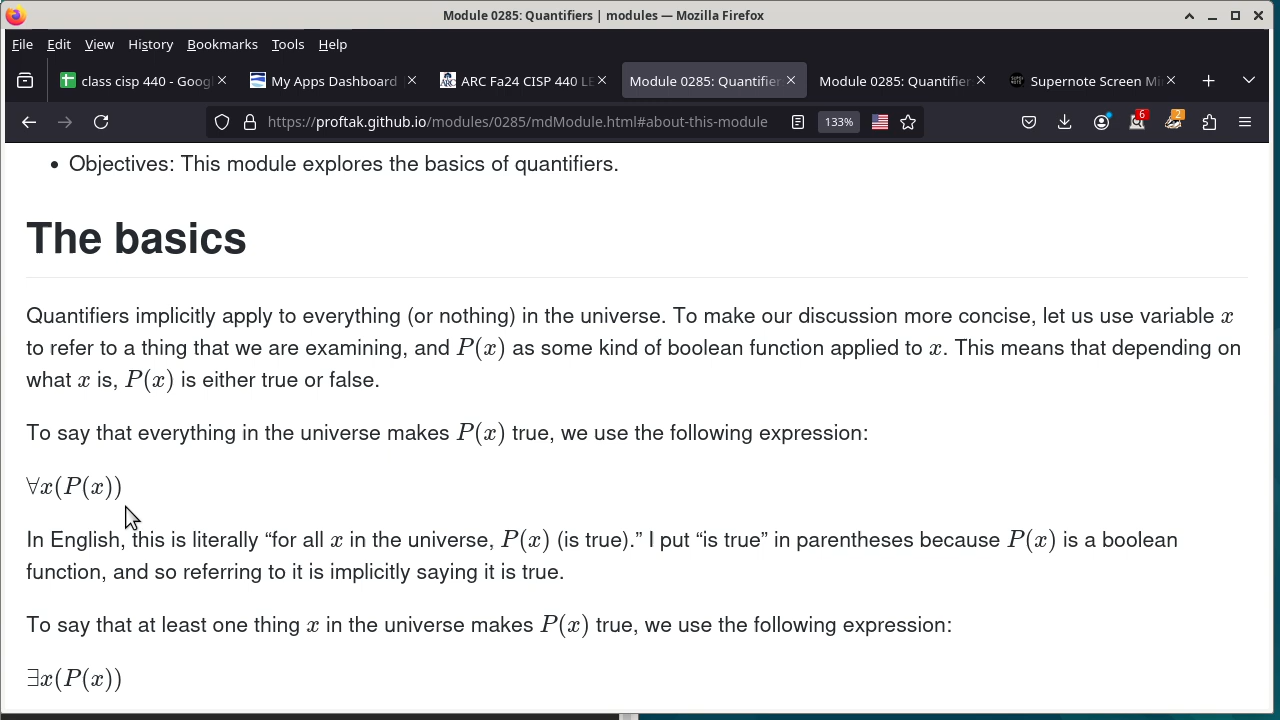 Module 0285: Quantifiers | modules — Mozilla Firefox
File Edit View History Bookmarks Tools Help
class cisp 440 - Goog My Apps Dashboard ARC Fa24 CISP 440 LE Module 0285: Quantifier Module 0285: Quantifier Supernote Screen Mi
https://proftak.github.io/modules/0285/mdModule.html#about-this-module 133% 6 2
• Objectives: This module explores the basics of quantifiers.
The basics
Quantifiers implicitly apply to everything (or nothing) in the universe. To make our discussion more concise, let us use variable x
to refer to a thing that we are examining, and P(x) as some kind of boolean function applied to x. This means that depending on
what x is, P(x) is either true or false.
To say that everything in the universe makes P(x) true, we use the following expression:
∀x(P(x))
In English, this is literally “for all x in the universe, P(x) (is true).” I put “is true” in parentheses because P(x) is a boolean
function, and so referring to it is implicitly saying it is true.
To say that at least one thing x in the universe makes P(x) true, we use the following expression:
∃x(P(x))